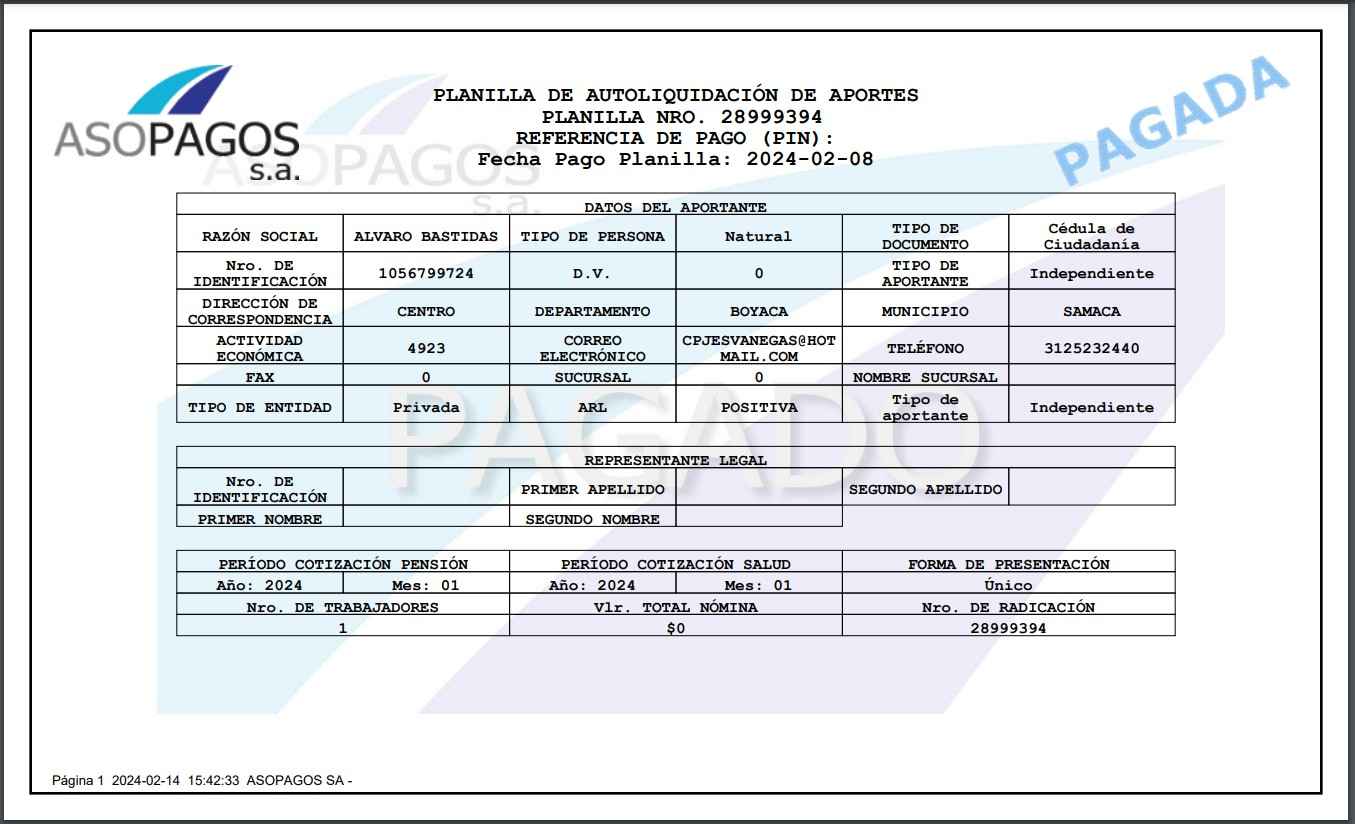 ASOPAGOS
s.a.
ASOPAGOS
s.a.
PAGADA
PLANILLA DE AUTOLIQUIDACIÓN DE APORTES
PLANILLA NRO. 28999394
REFERENCIA DE PAGO (PIN):
Fecha Pago Planilla: 2024-02-08
DATOS DEL APORTANTE
RAZÓN SOCIAL ALVARO BASTIDAS TIPO DE PERSONA Natural TIPO DE DOCUMENTO Cédula de Ciudadanía
Nro. DE IDENTIFICACIÓN 1056799724 D.V. 0 TIPO DE APORTANTE Independiente
DIRECCIÓN DE CORRESPONDENCIA CENTRO DEPARTAMENTO BOYACA MUNICIPIO SAMACA
ACTIVIDAD ECONÓMICA 4923 CORREO ELECTRÓNICO CPJESVANEGAS@HOTMAIL.COM TELÉFONO 3125232440
FAX 0 SUCURSAL 0 NOMBRE SUCURSAL
TIPO DE ENTIDAD Privada ARL POSITIVA Tipo de aportante Independiente
PAGADO
REPRESENTANTE LEGAL
Nro. DE IDENTIFICACIÓN PRIMER APELLIDO SEGUNDO APELLIDO
PRIMER NOMBRE SEGUNDO NOMBRE
PERÍODO COTIZACIÓN PENSIÓN PERÍODO COTIZACIÓN SALUD FORMA DE PRESENTACIÓN
Año: 2024 Mes: 01 Año: 2024 Mes: 01 Único
Nro. DE TRABAJADORES Vlr. TOTAL NÓMINA Nro. DE RADICACIÓN
1 $0 28999394
Página 1 2024-02-14 15:42:33 ASOPAGOS SA -